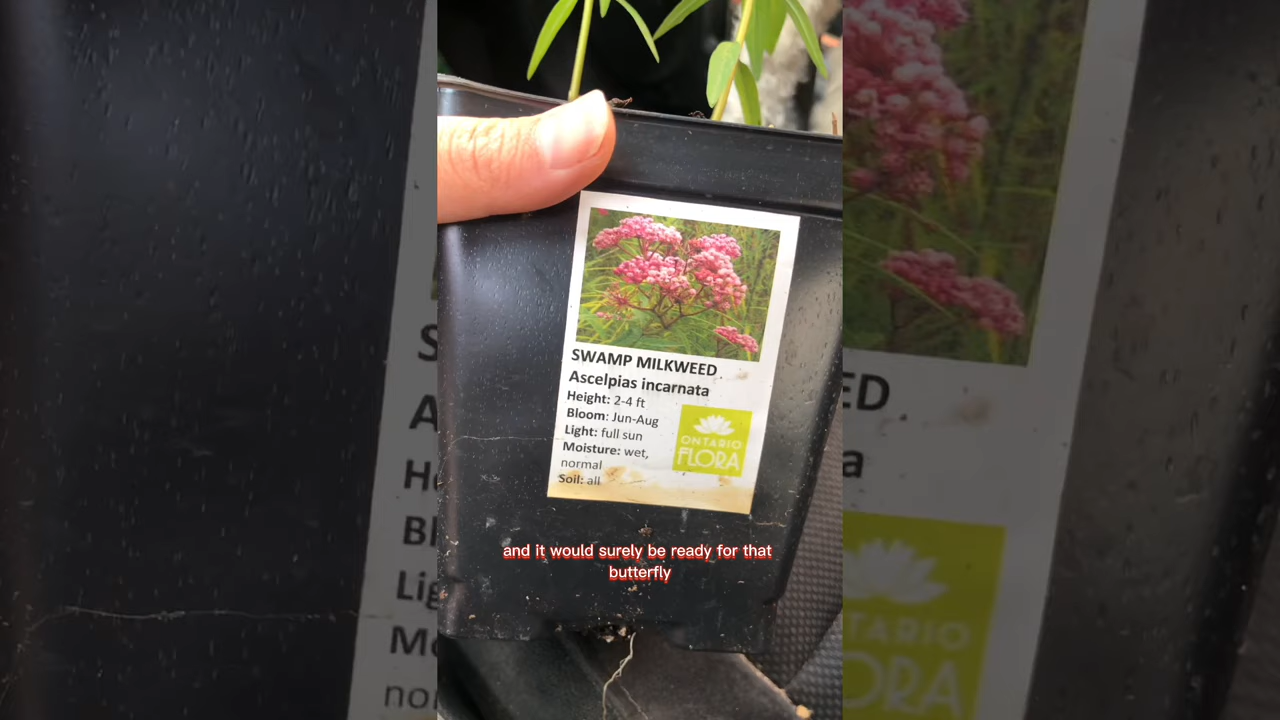 SWAMP MILKWEED
Ascelpias incarnata
Height: 2-4 ft
Bloom: Jun-Aug
Light: full sun
Moisture: wet,
normal
Soil: all
ONTARIO
FLORA
and it would surely be ready for that
butterfly